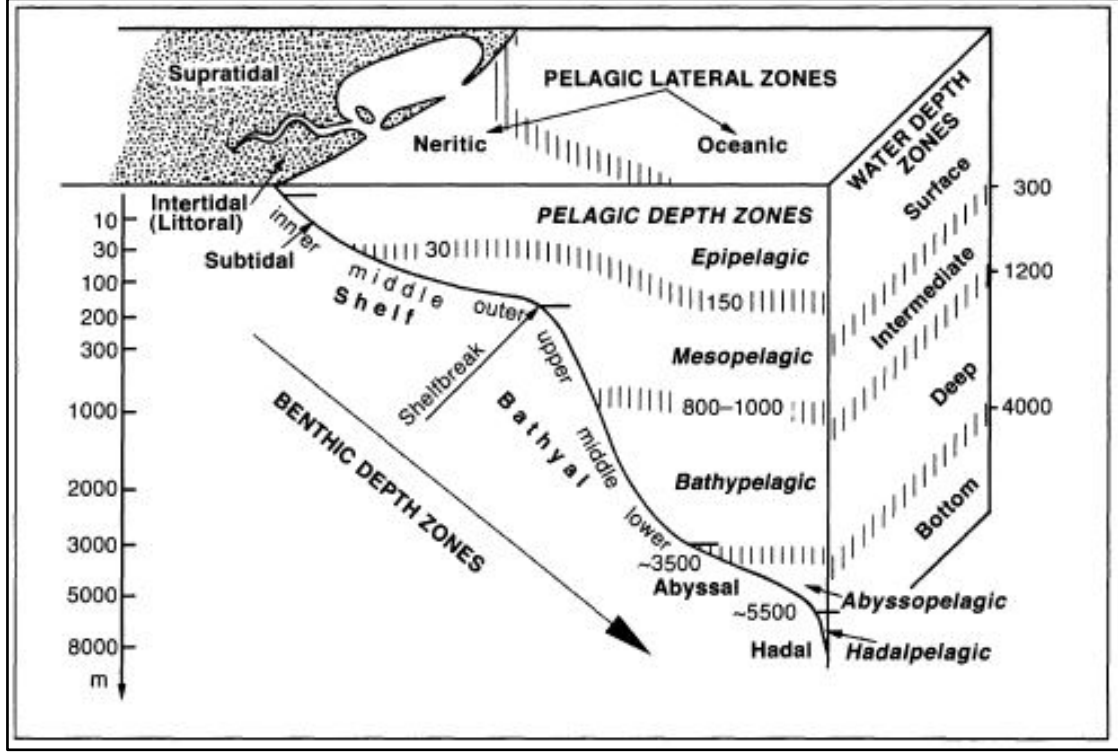 Supratidal
PELAGIC LATERAL ZONES
Neritic
Oceanic
WATER DEPTH
ZONES
Surface
300
Intermediate
1200
Deep
4000
Bottom
Intertidal
(Littoral)
Subtidal
inner
middle
outer
Shelf
Shelfbreak
PELAGIC DEPTH ZONES
30
Epipelagic
150
Mesopelagic
800–1000
Bathypelagic
upper
middle
lower
Bathyal
~3500
Abyssal
Abyssopelagic
~5500
Hadal
Hadalpelagic
BENTHIC DEPTH ZONES
10
30
100
200
300
1000
2000
3000
5000
8000
m